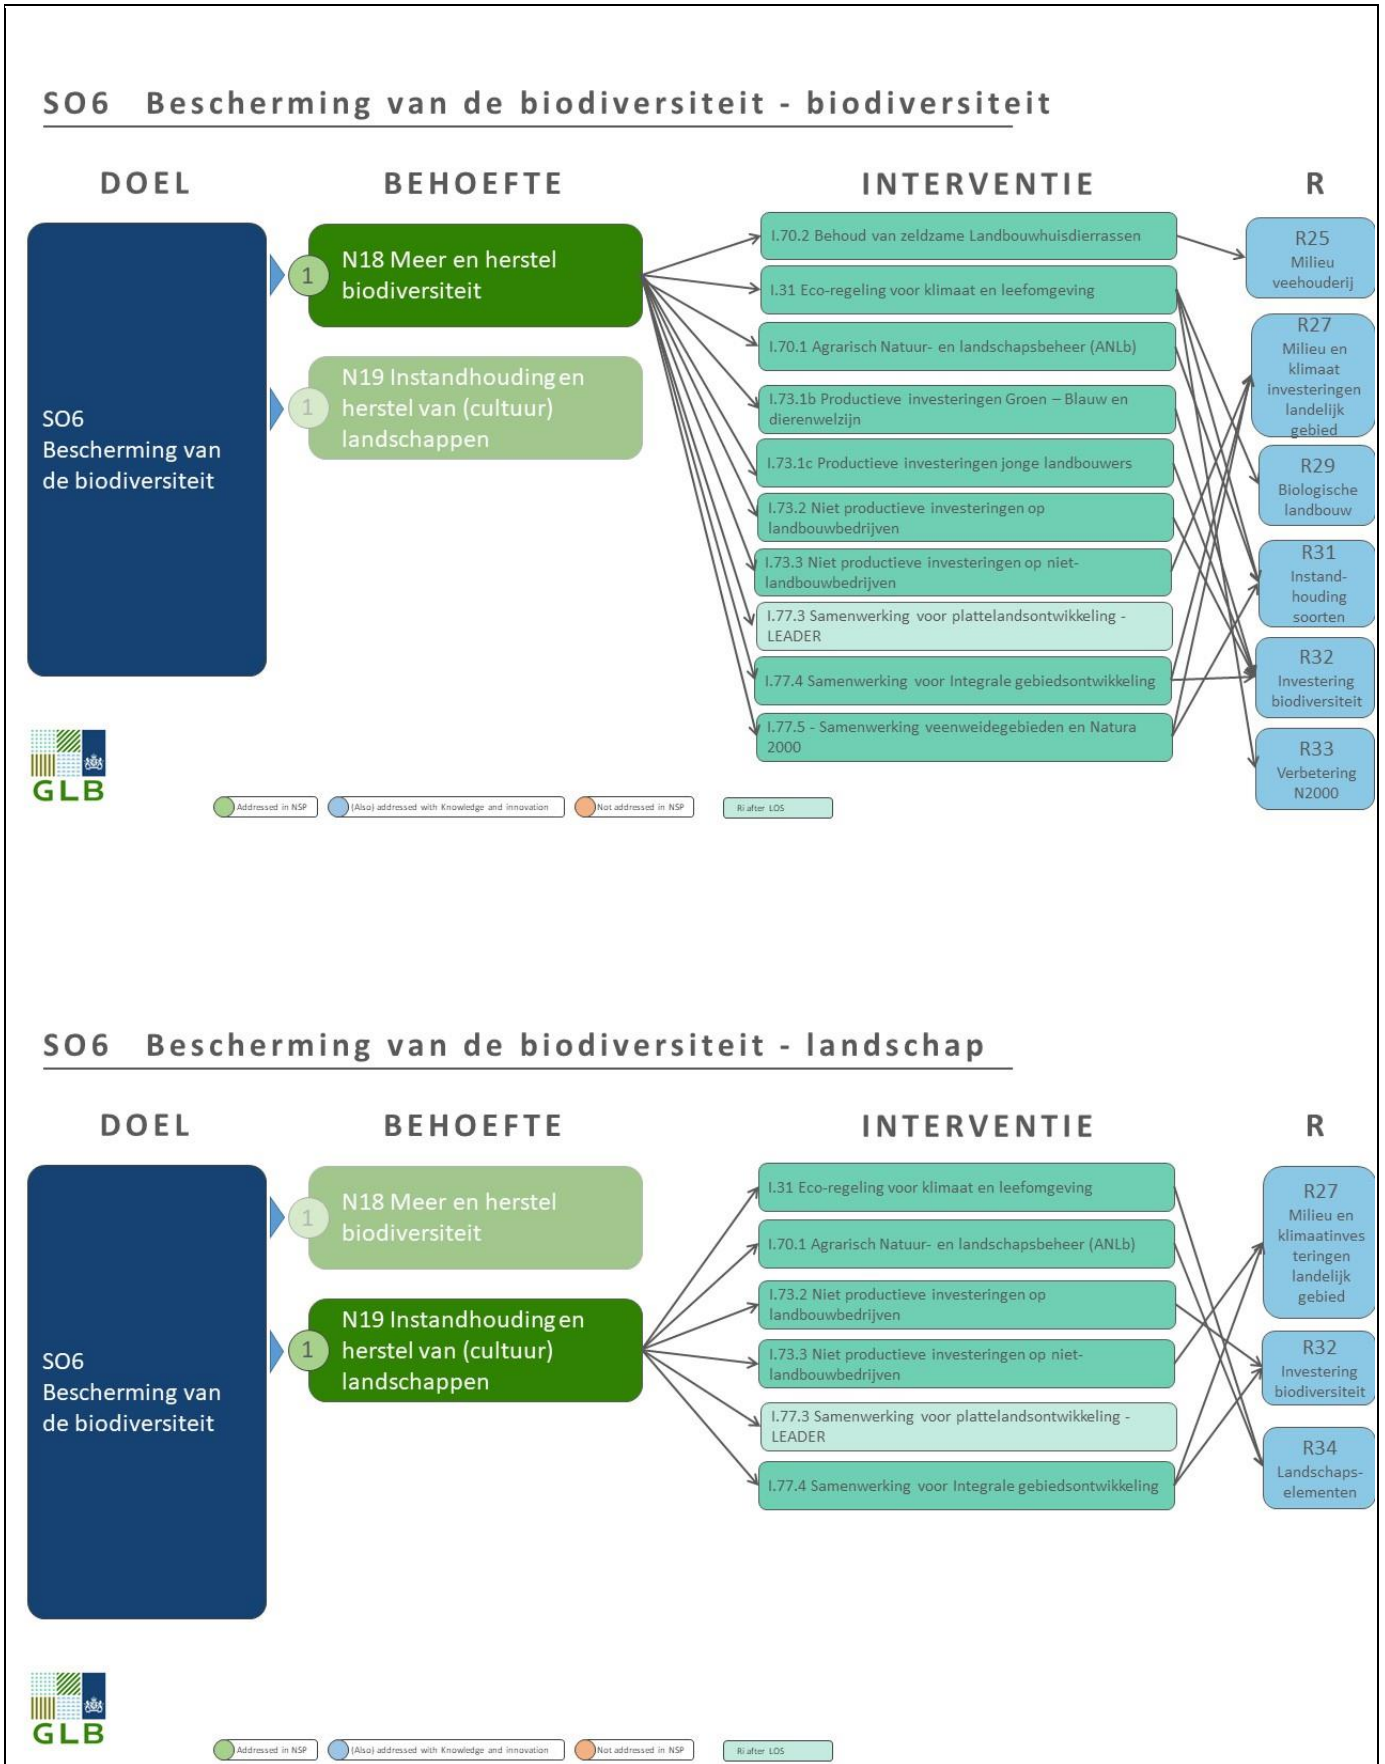 SO6 Bescherming van de biodiversiteit - biodiversiteit
DOEL
BEHOEFTE
INTERVENTIE
R
SO6
Bescherming van
de biodiversiteit
1
N18 Meer en herstel
biodiversiteit
1
N19 Instandhouding en
herstel van (cultuur)
landschappen
I.70.2 Behoud van zeldzame Landbouwhuisdierrassen
I.31 Eco-regeling voor klimaat en leefomgeving
I.70.1 Agrarisch Natuur- en landschapsbeheer (ANLb)
I.73.1b Productieve investeringen Groen – Blauw en
dierenwelzijn
I.73.1c Productieve investeringen jonge landbouwers
I.73.2 Niet productieve investeringen op
landbouwbedrijven
I.73.3 Niet productieve investeringen op niet-
landbouwbedrijven
I.77.3 Samenwerking voor plattelandsontwikkeling -
LEADER
I.77.4 Samenwerking voor Integrale gebiedsontwikkeling
I.77.5 - Samenwerking veenweidegebieden en Natura
2000
R25
Milieu
veehouderij
R27
Milieu en
klimaat
investeringen
landelijk
gebied
R29
Biologische
landbouw
R31
Instand-
houding
soorten
R32
Investering
biodiversiteit
R33
Verbetering
N2000
GLB
Addressed in NSP
(Also) addressed with Knowledge and innovation
Not addressed in NSP
Ri after LOS
SO6 Bescherming van de biodiversiteit - landschap
DOEL
BEHOEFTE
INTERVENTIE
R
SO6
Bescherming van
de biodiversiteit
1
N18 Meer en herstel
biodiversiteit
1
N19 Instandhouding en
herstel van (cultuur)
landschappen
I.31 Eco-regeling voor klimaat en leefomgeving
I.70.1 Agrarisch Natuur- en landschapsbeheer (ANLb)
I.73.2 Niet productieve investeringen op
landbouwbedrijven
I.73.3 Niet productieve investeringen op niet-
landbouwbedrijven
I.77.3 Samenwerking voor plattelandsontwikkeling -
LEADER
I.77.4 Samenwerking voor Integrale gebiedsontwikkeling
R27
Milieu en
klimaatinves
teringen
landelijk
gebied
R32
Investering
biodiversiteit
R34
Landschaps-
elementen
GLB
Addressed in NSP
(Also) addressed with Knowledge and innovation
Not addressed in NSP
Ri after LOS